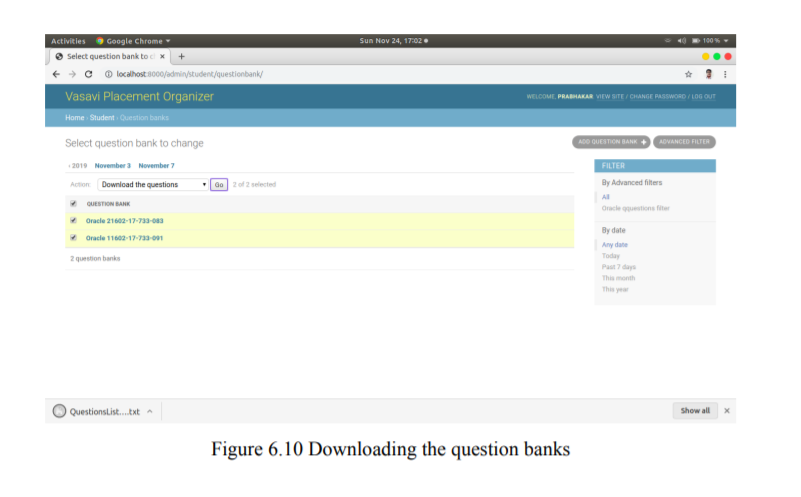 Activities Google Chrome ▾ Sun Nov 24, 17:02 ● 100% ▾
Select question bank to c × +
localhost:8000/admin/student/questionbank/
Vasavi Placement Organizer WELCOME, PRABHAKAR. VIEW SITE / CHANGE PASSWORD / LOG OUT
Home › Student › Question banks
Select question bank to change ADD QUESTION BANK + ADVANCED FILTER
‹ 2019 November 3 November 7
Action: Download the questions Go 2 of 2 selected
QUESTION BANK
Oracle 21602-17-733-083
Oracle 11602-17-733-091
2 question banks
FILTER
By Advanced filters
All
Oracle qquestions filter
By date
Any date
Today
Past 7 days
This month
This year
QuestionsList....txt Show all ×
Figure 6.10 Downloading the question banks